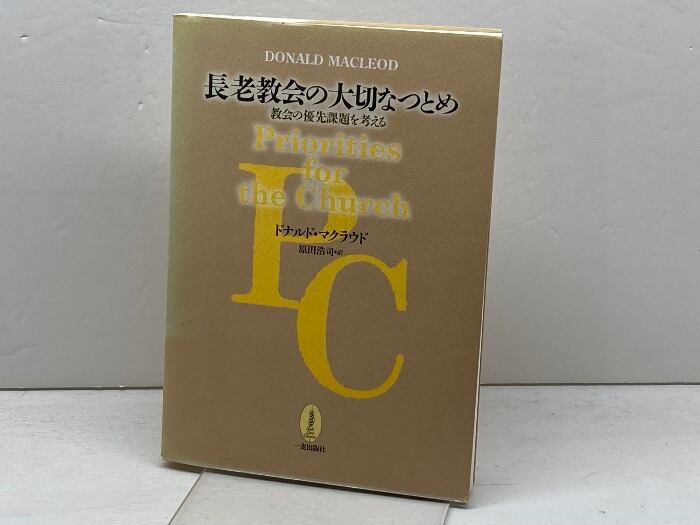 DONALD MACLEOD
長老教会の大切なつとめ
教会の優先課題を考える
Priorities
for
the Church
PC
ドナルド・マクラウド
原田浩司・訳
一麦出版社